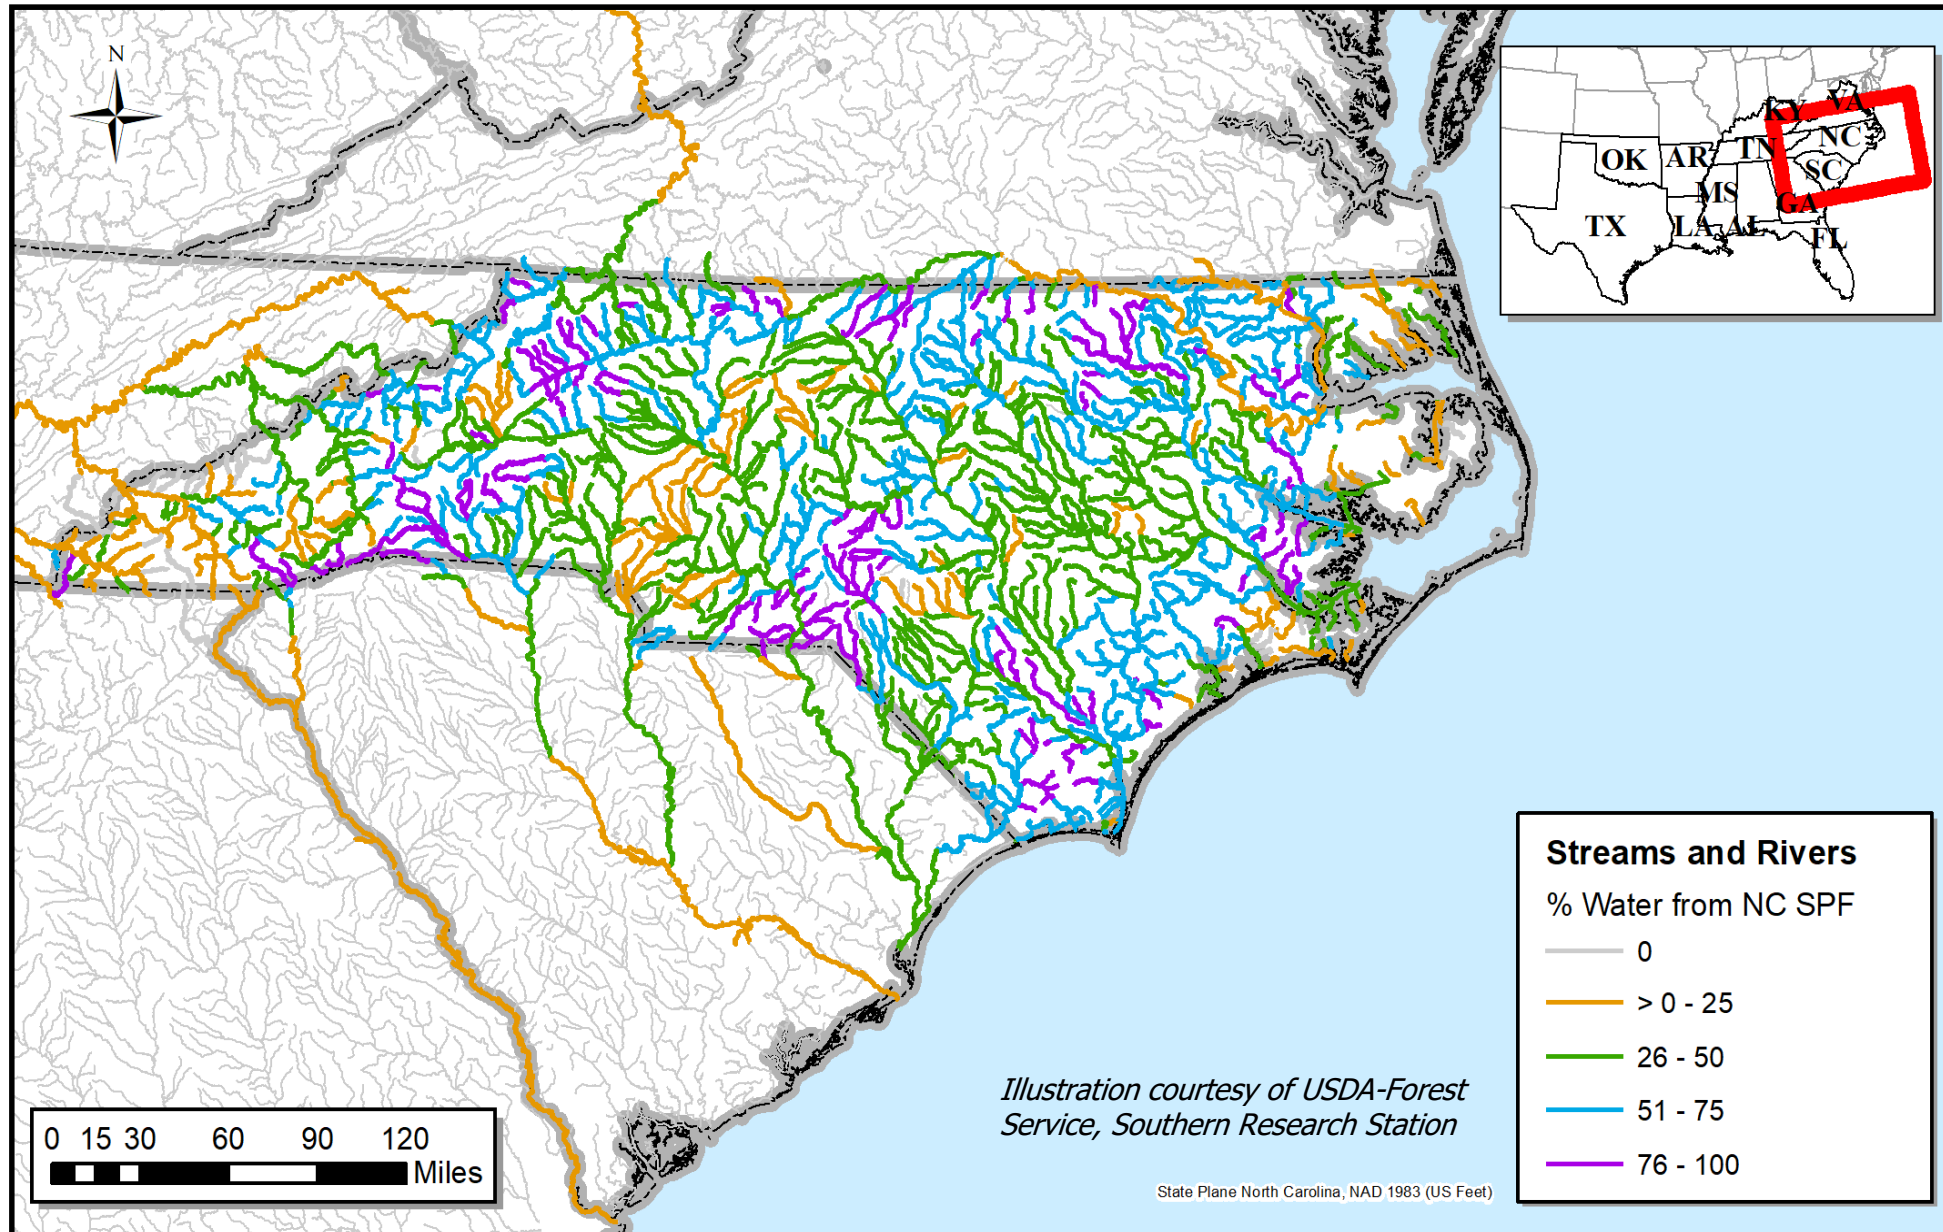 N
KY
VA
NC
TN
OK
AR
SC
MS
GA
TX
LA
AL
FL
Streams and Rivers
% Water from NC SPF
0
> 0 - 25
26 - 50
51 - 75
76 - 100
Illustration courtesy of USDA-Forest
Service, Southern Research Station
State Plane North Carolina, NAD 1983 (US Feet)
0 15 30 60 90 120
Miles